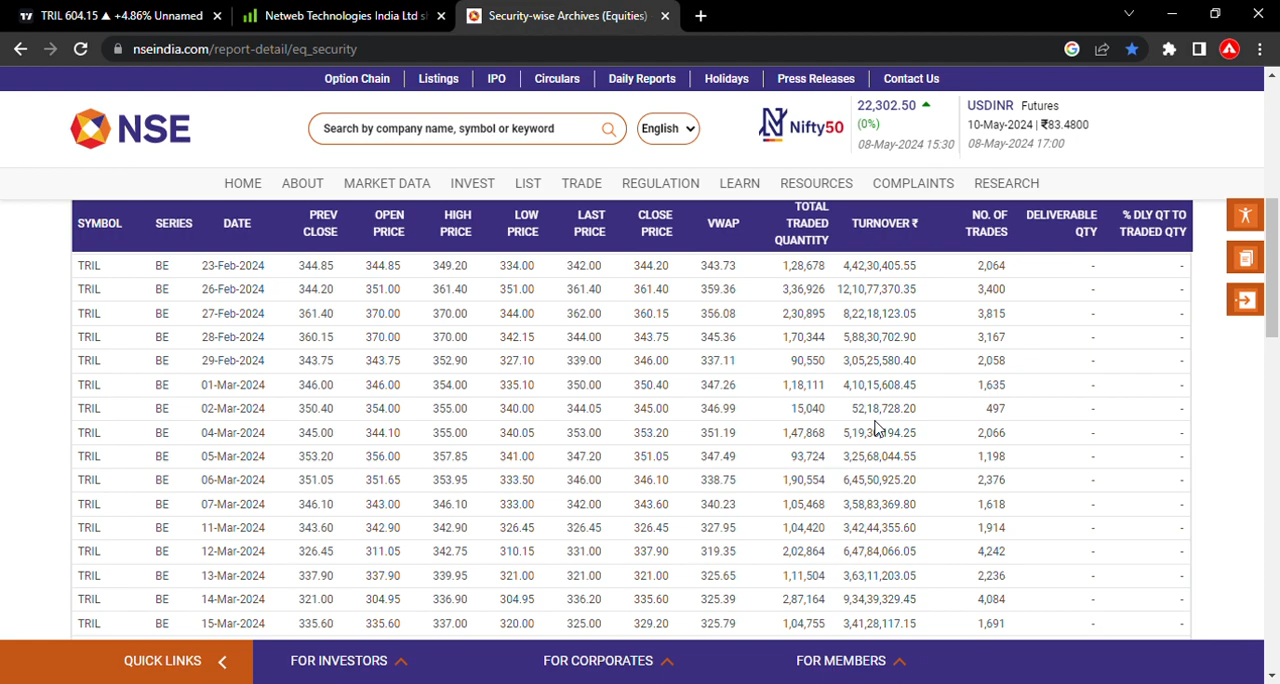 TRIL 604.15 ▲ +4.86% Unnamed
Netweb Technologies India Ltd s
Security-wise Archives (Equities)
nseindia.com/report-detail/eq_security
Option Chain Listings IPO Circulars Daily Reports Holidays Press Releases Contact Us
NSE
Search by company name, symbol or keyword
English
Nifty50
22,302.50
(0%)
08-May-2024 15:30
USDINR Futures
10-May-2024 | ₹83.4800
08-May-2024 17:00
HOME ABOUT MARKET DATA INVEST LIST TRADE REGULATION LEARN RESOURCES COMPLAINTS RESEARCH
SYMBOL SERIES DATE PREV CLOSE OPEN PRICE HIGH PRICE LOW PRICE LAST PRICE CLOSE PRICE VWAP TOTAL TRADED QUANTITY TURNOVER ₹ NO. OF TRADES DELIVERABLE QTY % DLY QT TO TRADED QTY
TRIL BE 23-Feb-2024 344.85 344.85 349.20 334.00 342.00 344.20 343.73 1,28,678 4,42,30,405.55 2,064 - -
TRIL BE 26-Feb-2024 344.20 351.00 361.40 351.00 361.40 361.40 359.36 3,36,926 12,10,77,370.35 3,400 - -
TRIL BE 27-Feb-2024 361.40 370.00 370.00 344.00 362.00 360.15 356.08 2,30,895 8,22,18,123.05 3,815 - -
TRIL BE 28-Feb-2024 360.15 370.00 370.00 342.15 344.00 343.75 345.36 1,70,344 5,88,30,702.90 3,167 - -
TRIL BE 29-Feb-2024 343.75 343.75 352.90 327.10 339.00 346.00 337.11 90,550 3,05,25,580.40 2,058 - -
TRIL BE 01-Mar-2024 346.00 346.00 354.00 335.10 350.00 350.40 347.26 1,18,111 4,10,15,608.45 1,635 - -
TRIL BE 02-Mar-2024 350.40 354.00 355.00 340.00 344.05 345.00 346.99 15,040 52,18,728.20 497 - -
TRIL BE 04-Mar-2024 345.00 344.10 355.00 340.05 353.00 353.20 351.19 1,47,868 2,066 - -
TRIL BE 05-Mar-2024 353.20 356.00 357.85 341.00 347.20 351.05 347.49 93,724 3,25,68,044.55 1,198 - -
TRIL BE 06-Mar-2024 351.05 351.65 353.95 333.50 346.00 346.10 338.75 1,90,554 6,45,50,925.20 2,376 - -
TRIL BE 07-Mar-2024 346.10 343.00 346.10 333.00 342.00 343.60 340.23 1,05,468 3,58,83,369.80 1,618 - -
TRIL BE 11-Mar-2024 343.60 342.90 342.90 326.45 326.45 326.45 327.95 1,04,420 3,42,44,355.60 1,914 - -
TRIL BE 12-Mar-2024 326.45 311.05 342.75 310.15 331.00 337.90 319.35 2,02,864 6,47,84,066.05 4,242 - -
TRIL BE 13-Mar-2024 337.90 337.90 339.95 321.00 321.00 321.00 325.65 1,11,504 3,63,11,203.05 2,236 - -
TRIL BE 14-Mar-2024 321.00 304.95 336.90 304.95 336.20 335.60 325.39 2,87,164 9,34,39,329.45 4,084 - -
TRIL BE 15-Mar-2024 335.60 335.60 337.00 320.00 325.00 329.20 325.79 1,04,755 3,41,28,117.15 1,691 - -
QUICK LINKS FOR INVESTORS FOR CORPORATES FOR MEMBERS